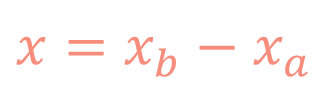 x = x_b − x_a